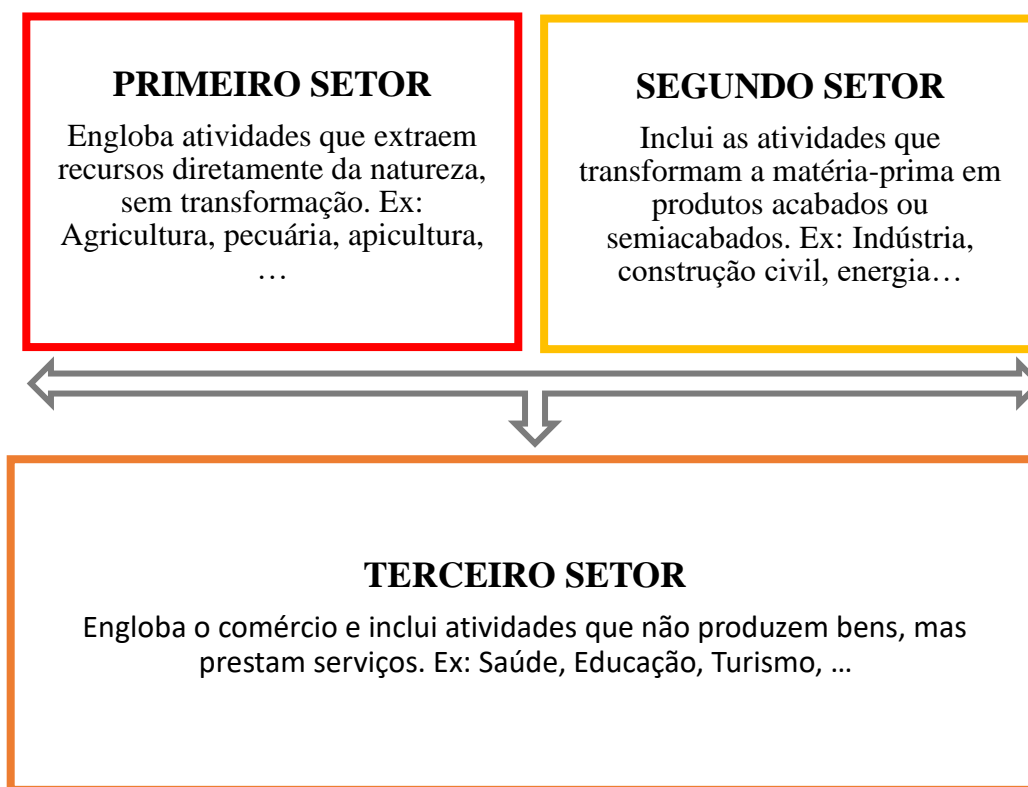 PRIMEIRO SETOR
Engloba atividades que extraem
recursos diretamente da natureza,
sem transformação. Ex:
Agricultura, pecuária, apicultura,
…
SEGUNDO SETOR
Inclui as atividades que
transformam a matéria-prima em
produtos acabados ou
semiacabados. Ex: Indústria,
construção civil, energia…
TERCEIRO SETOR
Engloba o comércio e inclui atividades que não produzem bens, mas
prestam serviços. Ex: Saúde, Educação, Turismo, …